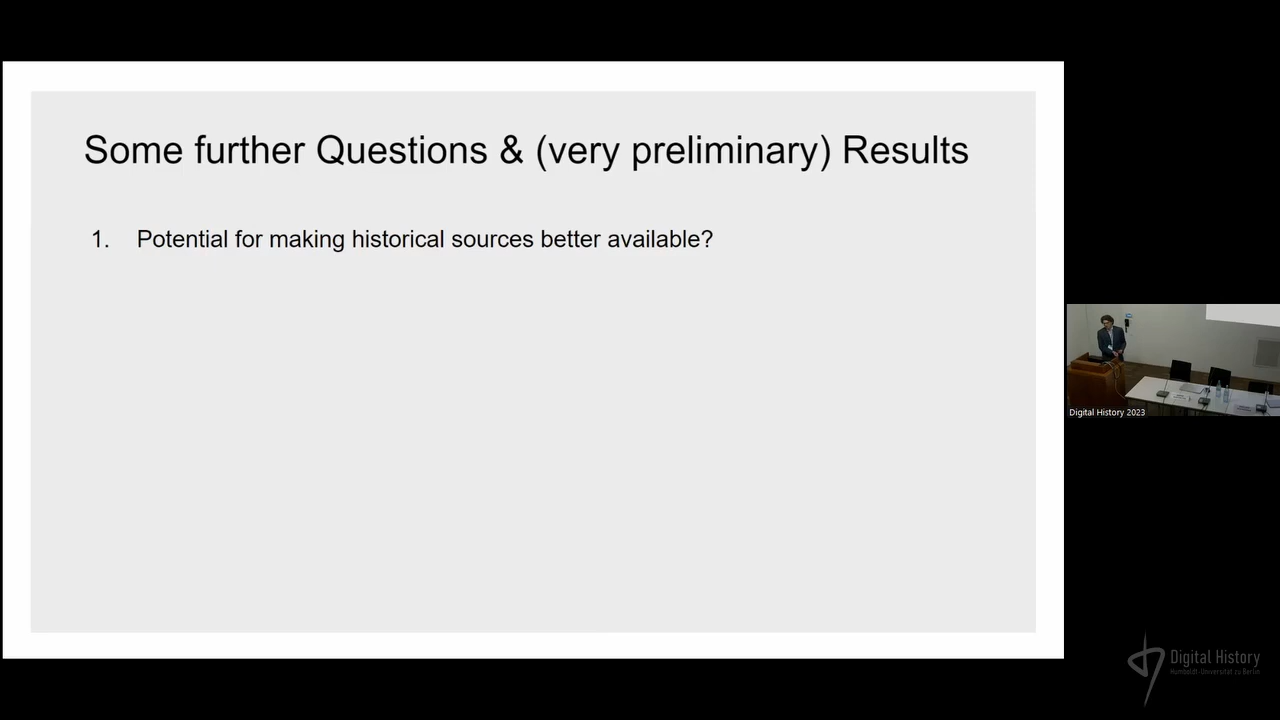 Some further Questions & (very preliminary) Results
1. Potential for making historical sources better available?
Digital History 2023
Digital History
Humboldt-Universität zu Berlin